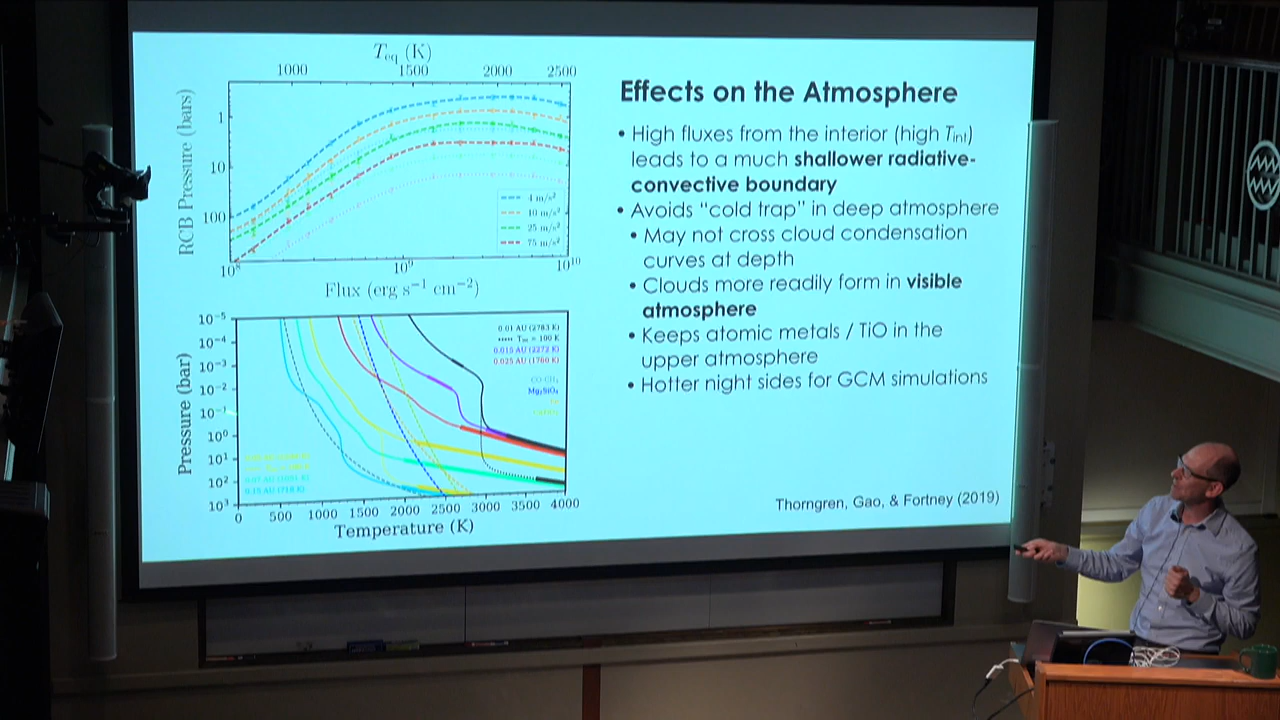 T_eq (K)
1000 1500 2000 2500
RCB Pressure (bars)
1
10
100
4 m/s²
10 m/s²
25 m/s²
75 m/s²
10⁸ 10⁹ 10¹⁰
Flux (erg s⁻¹ cm⁻²)
Pressure (bar)
10⁻⁵
10⁻⁴
10⁻³
10⁻²
10⁻¹
10⁰
10¹
10²
10³
0.01 AU (2783 K)
0.015 AU (2272 K)
0.025 AU (1760 K)
Mg₂SiO₄
0.15 AU (718 K)
0 500 1000 1500 2000 2500 3000 3500 4000
Temperature (K)
Effects on the Atmosphere
• High fluxes from the interior (high Tint)
leads to a much shallower radiative-
convective boundary
• Avoids “cold trap” in deep atmosphere
• May not cross cloud condensation
curves at depth
• Clouds more readily form in visible
atmosphere
• Keeps atomic metals / TiO in the
upper atmosphere
• Hotter night sides for GCM simulations
Thorngren, Gao, & Fortney (2019)